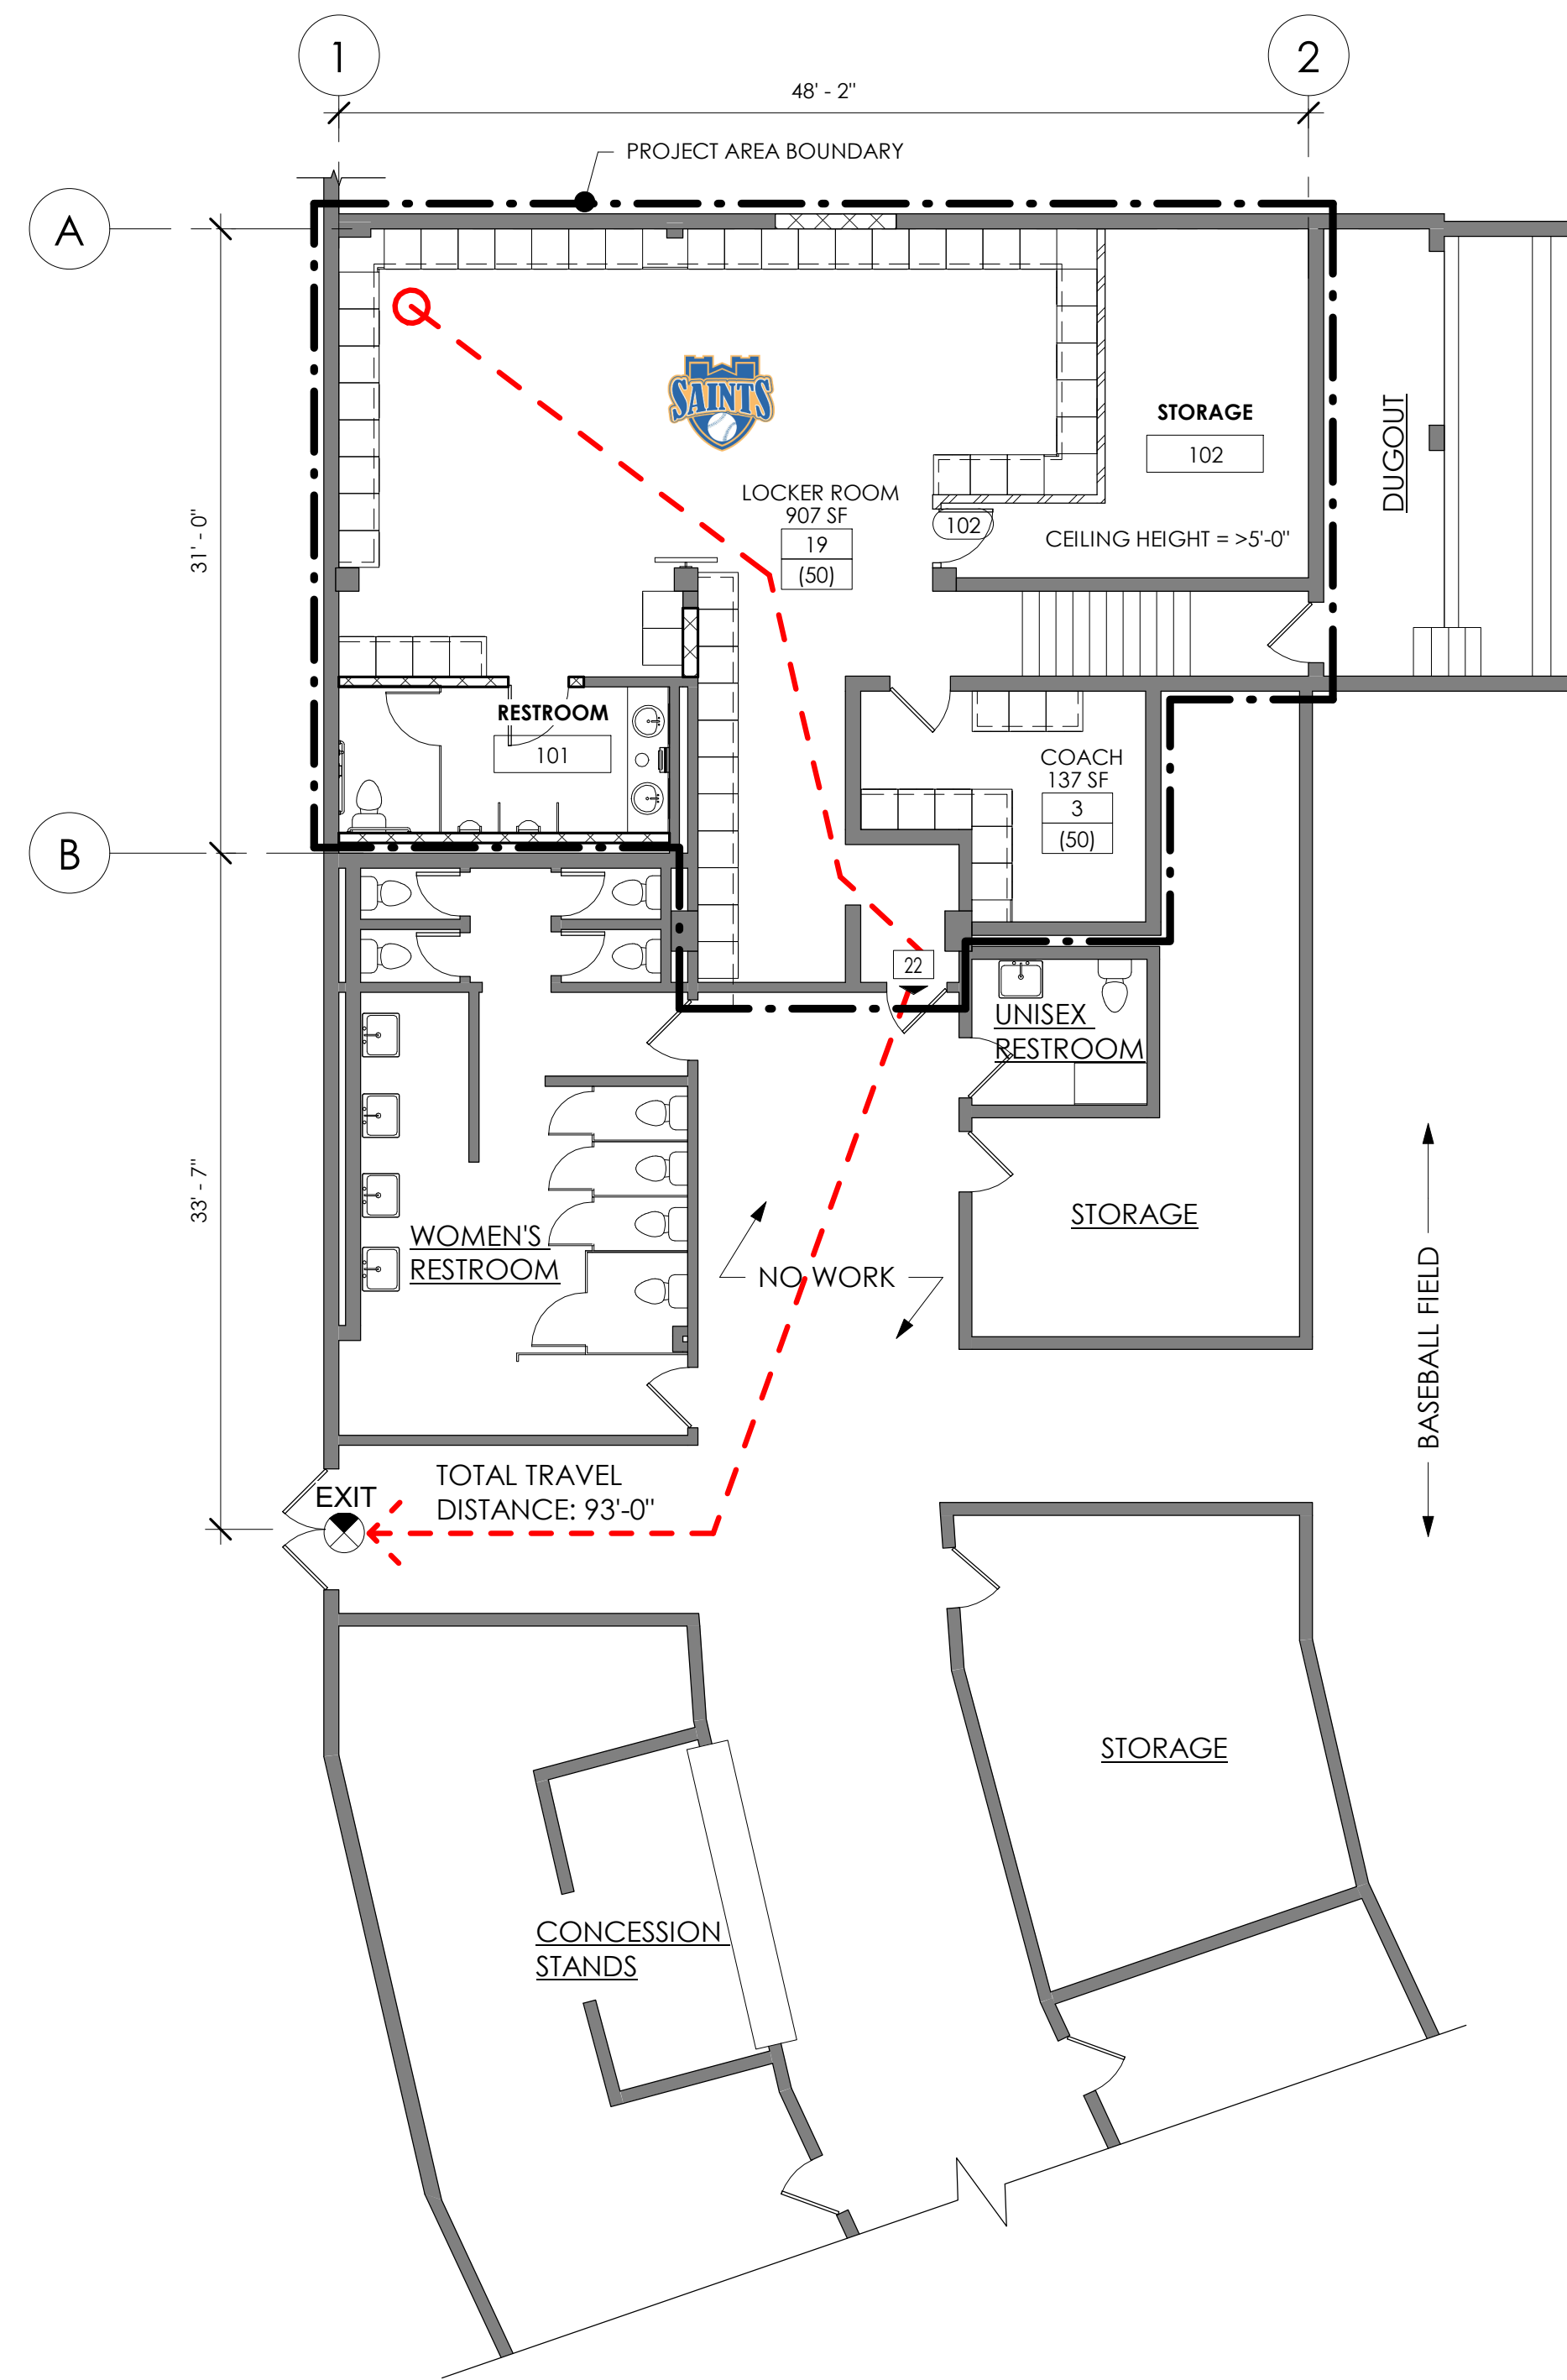 1
2
48' - 2"
PROJECT AREA BOUNDARY
A
SAINTS
STORAGE
102
DUGOUT
LOCKER ROOM
907 SF
19
(50)
102
CEILING HEIGHT = >5'-0"
31' - 0"
RESTROOM
101
COACH
137 SF
3
(50)
B
22
UNISEX
RESTROOM
33' - 7"
STORAGE
WOMEN'S
RESTROOM
NO WORK
BASEBALL FIELD
TOTAL TRAVEL
DISTANCE: 93'-0"
EXIT
STORAGE
CONCESSION
STANDS